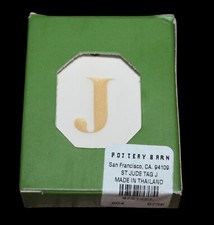 J
POTTERY BARN
San Francisco, CA. 94109
ST JUDE TAG J
MADE IN THAILAND